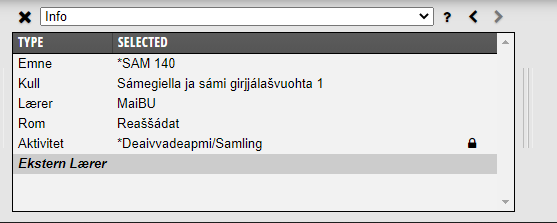 Info ?
TYPE SELECTED
Emne *SAM 140
Kull Sámegiella ja sámi girjjálašvuohta 1
Lærer MaiBU
Rom Reaššádat
Aktivitet *Deaivvadeapmi/Samling
Ekstern Lærer